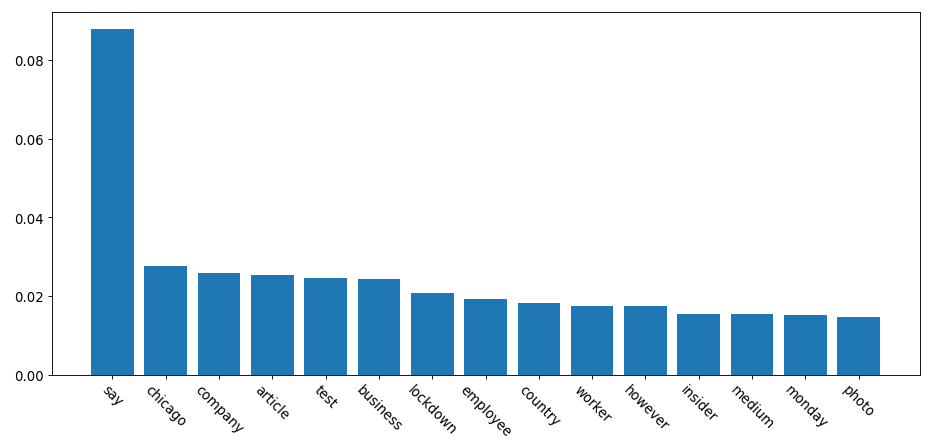 0.08
0.06
0.04
0.02
0.00
say
chicago
company
article
test
business
lockdown
employee
country
worker
however
insider
medium
monday
photo